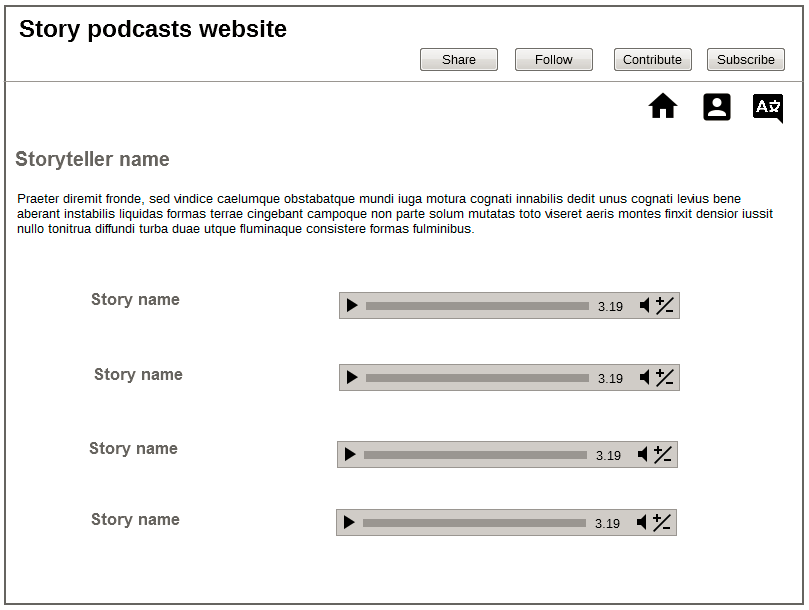 Story podcasts website
Share Follow Contribute Subscribe
A
Storyteller name
Praeter diremit fronde, sed vindice caelumque obstabatque mundi iuga motura cognati innabilis dedit unus cognati levius bene
aberant instabilis liquidas formas terrae cingebant campoque non parte solum mutatas toto viseret aeris montes finxit densior iussit
nullo tonitrua diffundi turba duae utque fluminaque consistere formas fulminibus.
Story name 3.19
Story name 3.19
Story name 3.19
Story name 3.19